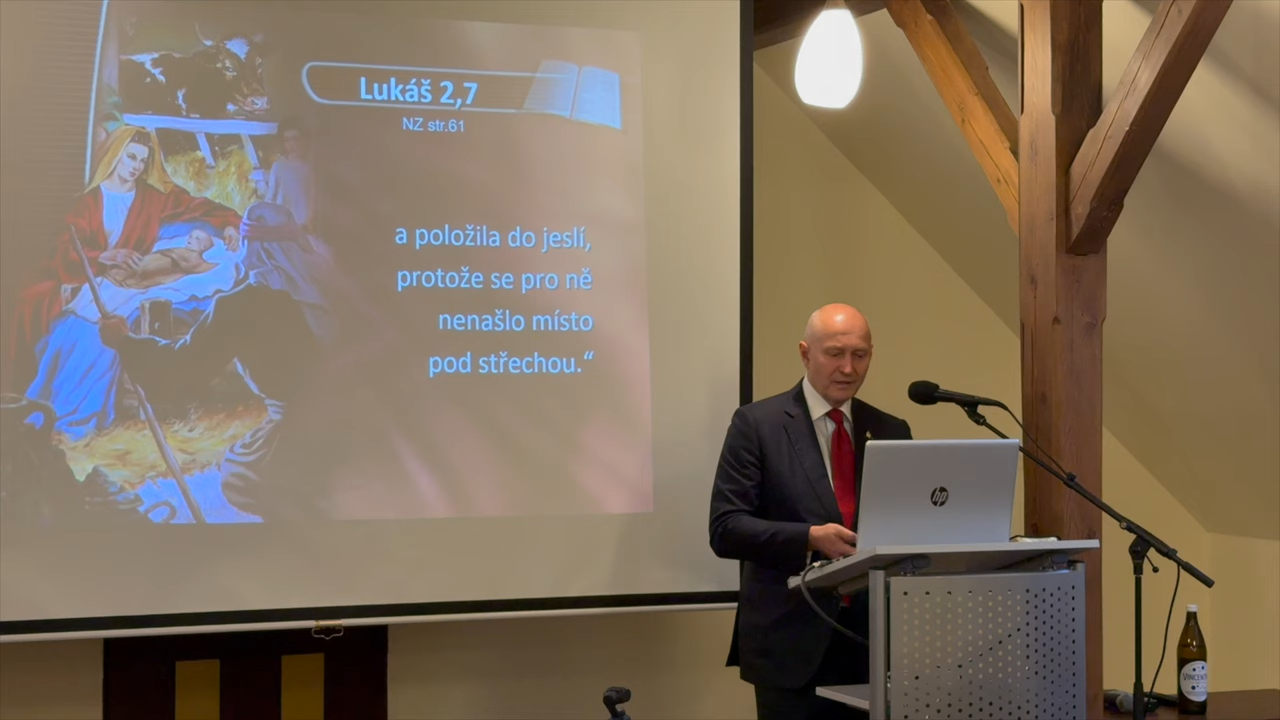 Lukáš 2,7
NZ str.61
a položila do jeslí,
protože se pro ně
nenašlo místo
pod střechou.“
hp